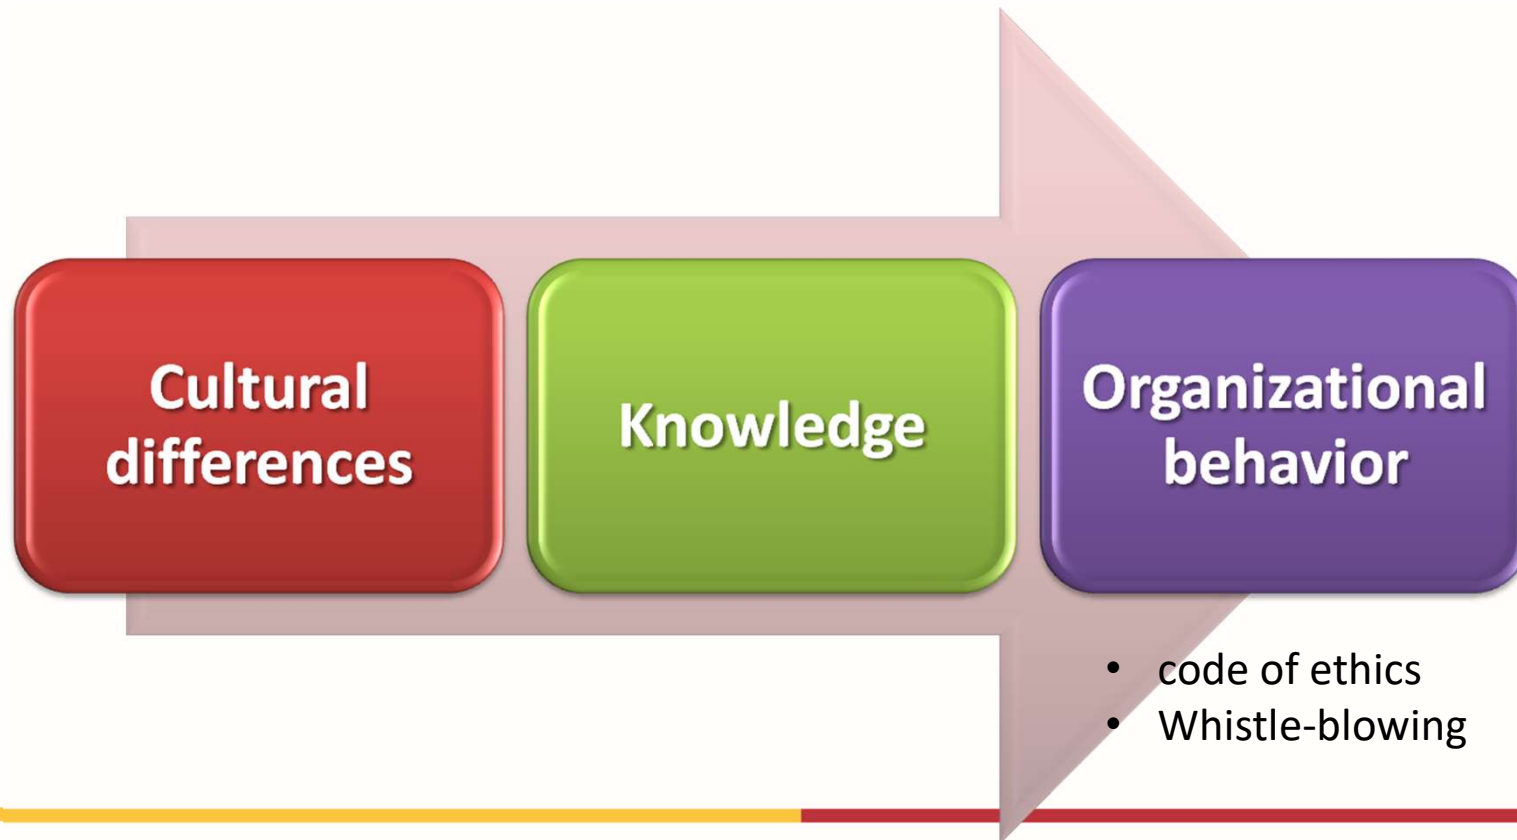 Cultural
differences
Knowledge
Organizational
behavior
• code of ethics
• Whistle-blowing